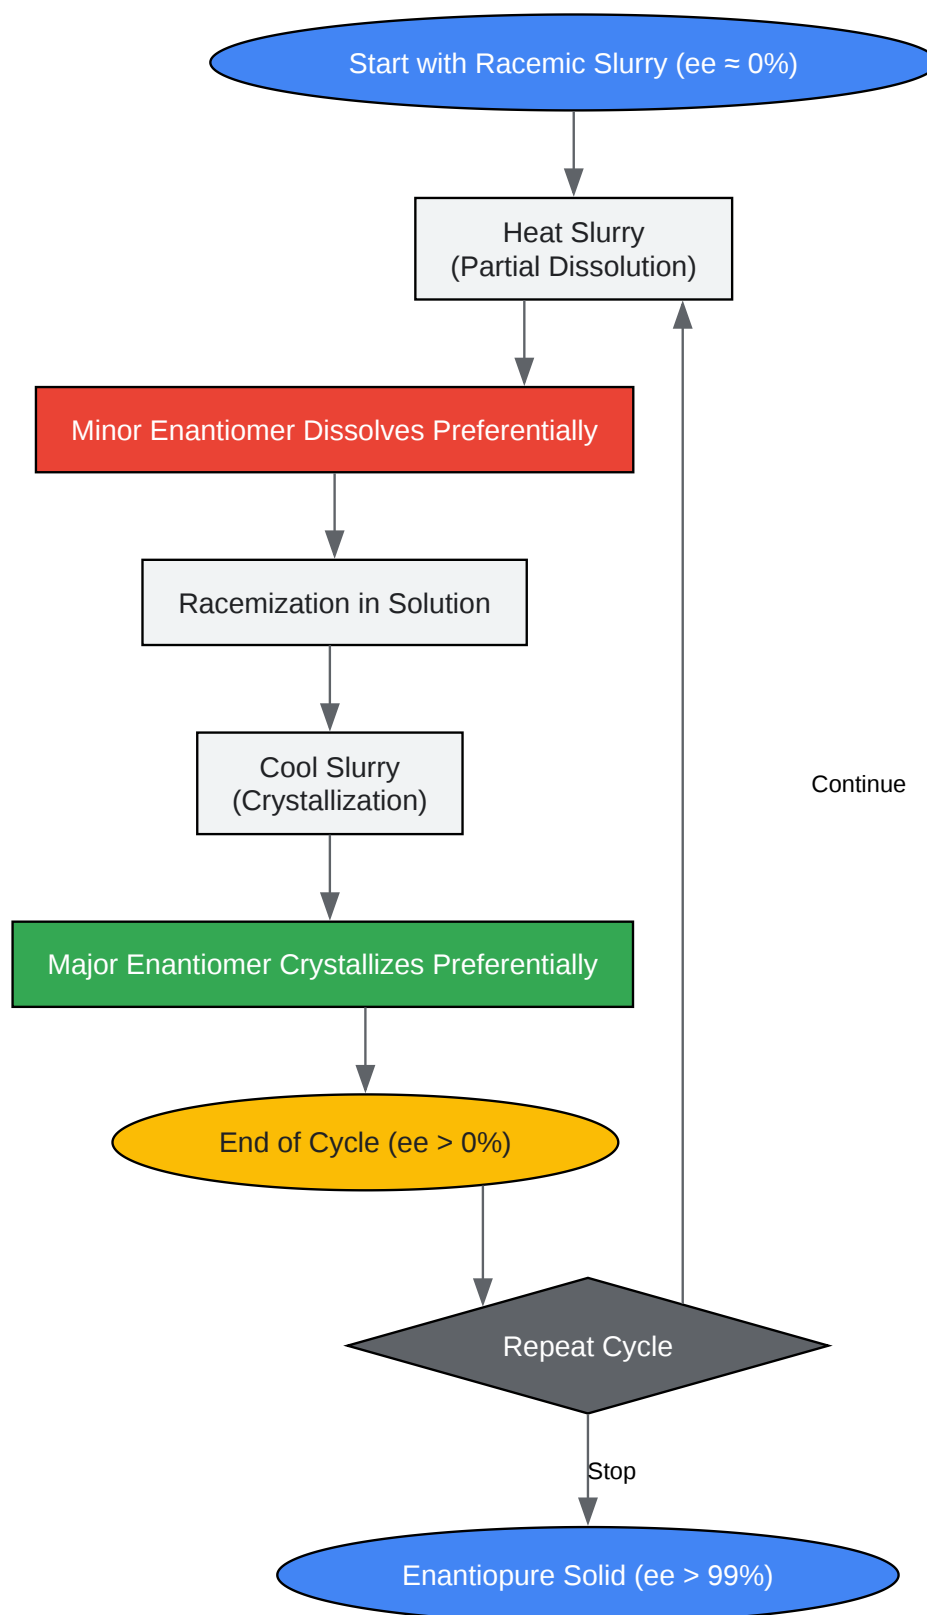 Start with Racemic Slurry (ee ≈ 0%)
Heat Slurry
(Partial Dissolution)
Minor Enantiomer Dissolves Preferentially
Racemization in Solution
Cool Slurry
(Crystallization)
Continue
Major Enantiomer Crystallizes Preferentially
End of Cycle (ee > 0%)
Repeat Cycle
Stop
Enantiopure Solid (ee > 99%)